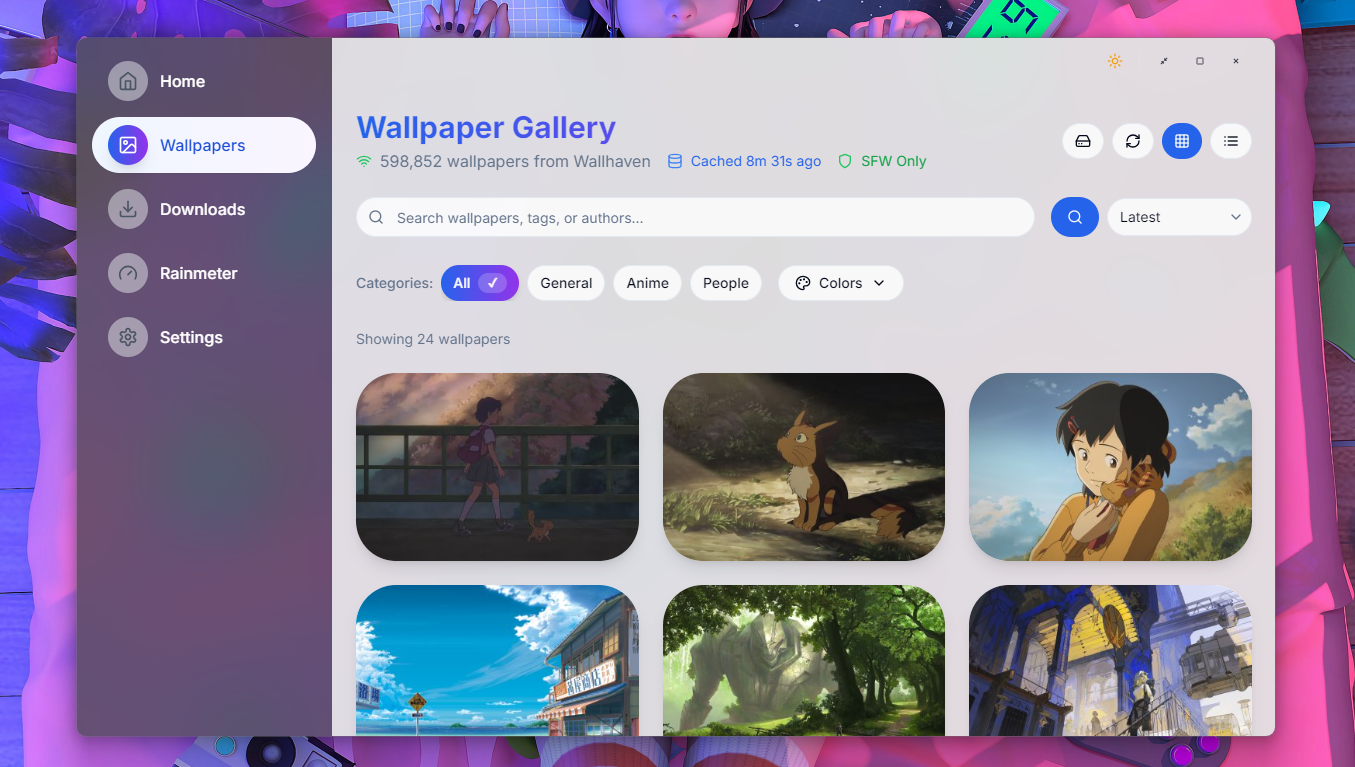 Home
Wallpapers
Downloads
Rainmeter
Settings
Wallpaper Gallery
598,852 wallpapers from Wallhaven
Cached 8m 31s ago
SFW Only
Search wallpapers, tags, or authors...
Latest
Categories:
All ✓
General
Anime
People
Colors
Showing 24 wallpapers